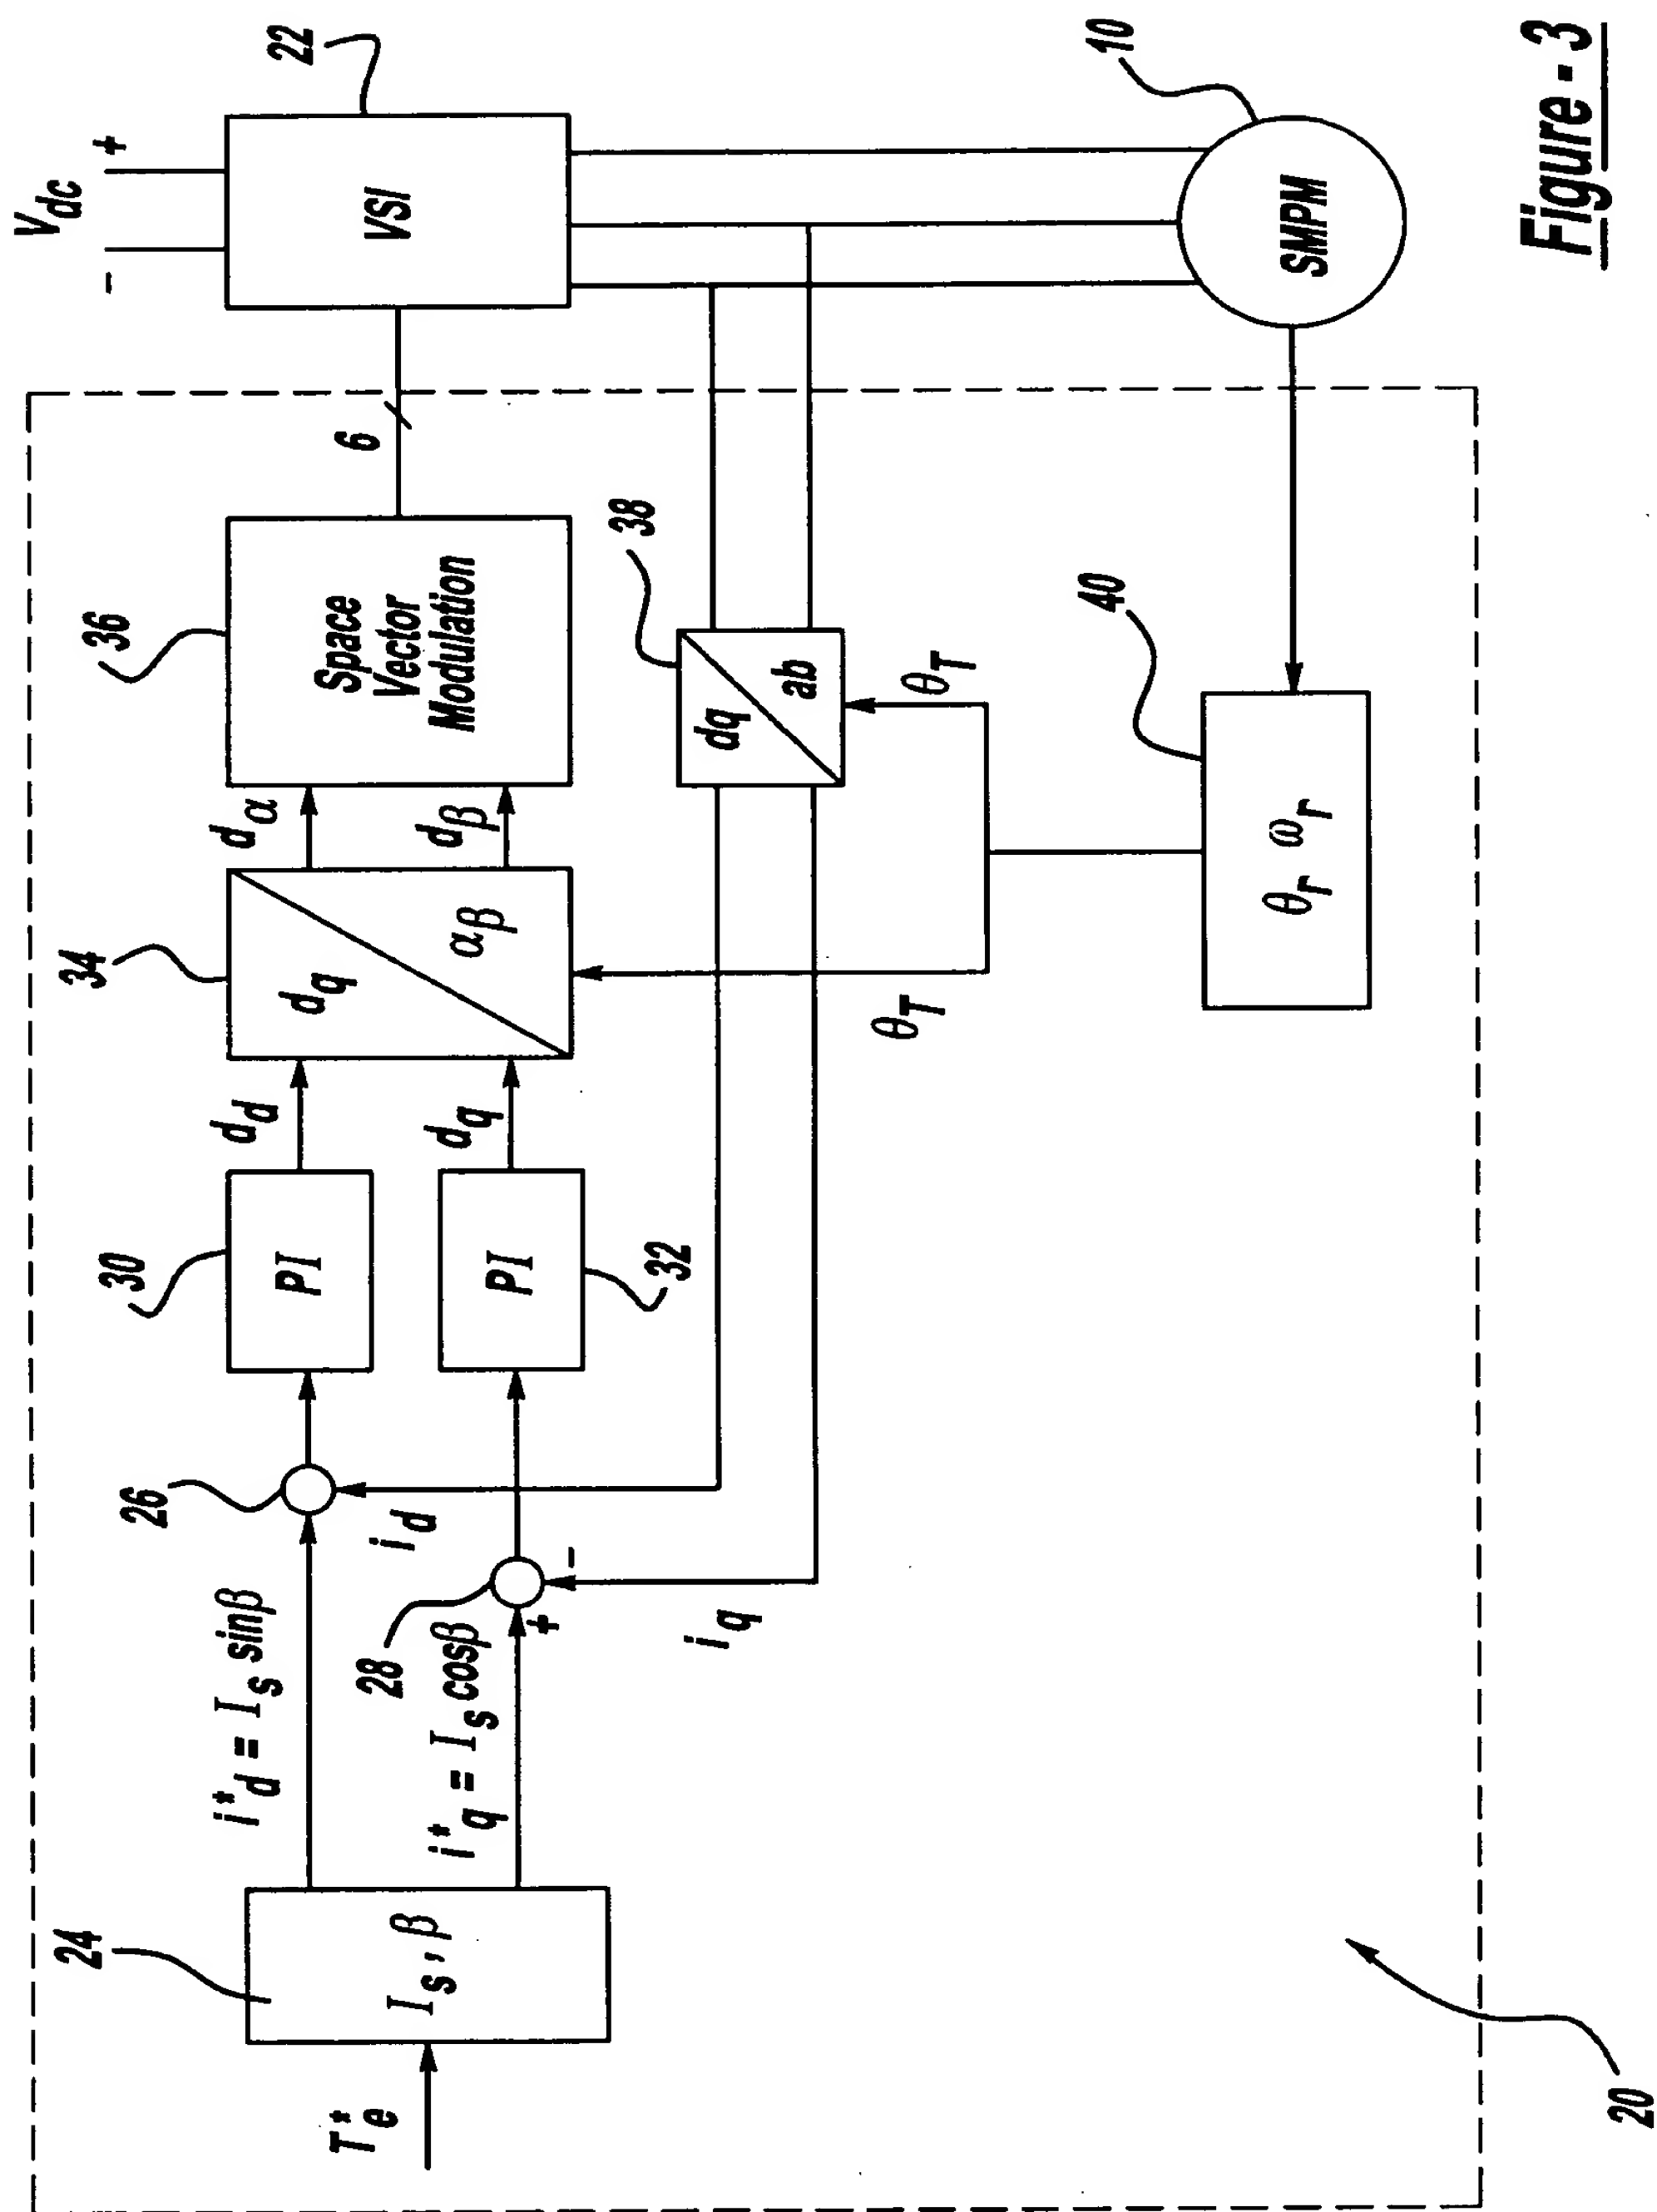 V_dc
- +
22
VSI
36
Space
Vector
Modulation
6
34
d_q
α_β
d_α
d_β
30
PI
d_d
32
PI
d_q
26
i_d
28
+
-
i_q
i*_d = I_s sinβ
i*_q = I_s cosβ
24
I_s, β
T*_e
38
dq
ab
θ_T
θ_T
40
θ_r ω_r
10
SMPM
20
Figure - 3